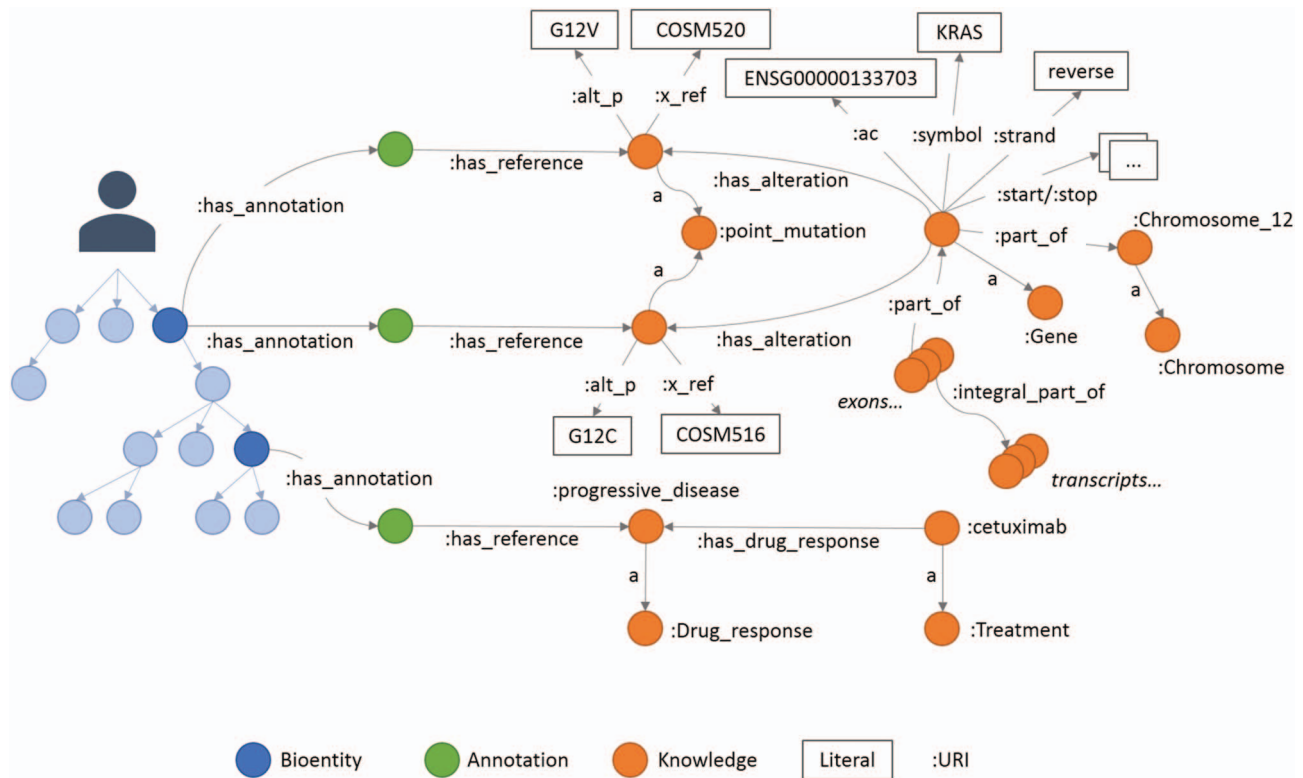 G12V
COSM520
KRAS
ENSG00000133703
reverse
:alt_p
:x_ref
:ac
:symbol
:strand
...
:has_reference
:has_alteration
:start/:stop
:has_annotation
a
:point_mutation
:part_of
:Chromosome_12
a
a
a
:part_of
:has_annotation
:has_reference
:has_alteration
:Gene
:Chromosome
:alt_p
:x_ref
:integral_part_of
exons...
G12C
COSM516
:has_annotation
:progressive_disease
transcripts...
:has_reference
:has_drug_response
:cetuximab
a
a
:Drug_response
:Treatment
Bioentity
Annotation
Knowledge
Literal
:URI